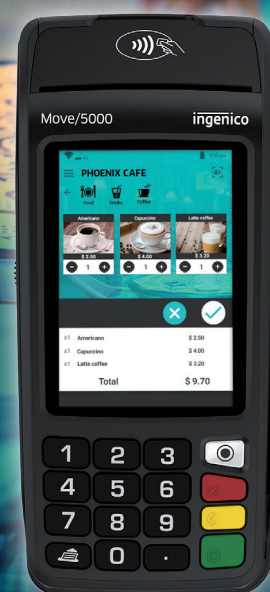 Move/5000 ingenico
PHOENIX CAFE
Food Drinks Coffee
Americano Capuccino Latte coffee
$ 2.50 $ 4.00 $ 3.20
1 1 1
x1 Americano $ 2.50
x1 Capuccino $ 4.00
x1 Latte coffee $ 3.20
Total $ 9.70
1 2 3
4 5 6
7 8 9
0 .